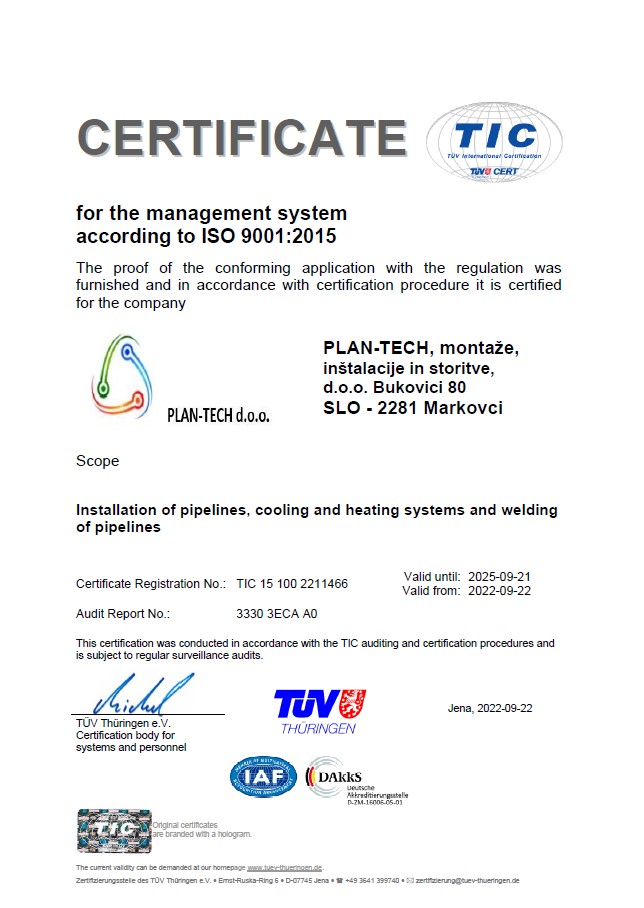 CERTIFICATE
TIC
TÜV International Certification
TÜV CERT
for the management system
according to ISO 9001:2015
The proof of the conforming application with the regulation was
furnished and in accordance with certification procedure it is certified
for the company
PLAN-TECH d.o.o.
PLAN-TECH, montaže,
inštalacije in storitve,
d.o.o. Bukovici 80
SLO - 2281 Markovci
Scope
Installation of pipelines, cooling and heating systems and welding
of pipelines
Certificate Registration No.: TIC 15 100 2211466
Valid until: 2025-09-21
Valid from: 2022-09-22
Audit Report No.: 3330 3ECA A0
This certification was conducted in accordance with the TIC auditing and certification procedures and
is subject to regular surveillance audits.
TÜV Thüringen e.V.
Certification body for
systems and personnel
TÜV
THÜRINGEN
Jena, 2022-09-22
MEMBER OF MULTILATERAL
RECOGNITION ARRANGEMENT
IAF
DAkkS
Deutsche
Akkreditierungsstelle
D-ZM-16006-05-01
TIC
Original certificates
are branded with a hologram.
The current validity can be demanded at our homepage www.tuev-thueringen.de.
Zertifizierungsstelle des TÜV Thüringen e.V. • Ernst-Ruska-Ring 6 • D-07745 Jena • ☎ +49 3641 399740 • ✉ zertifizierung@tuev-thueringen.de